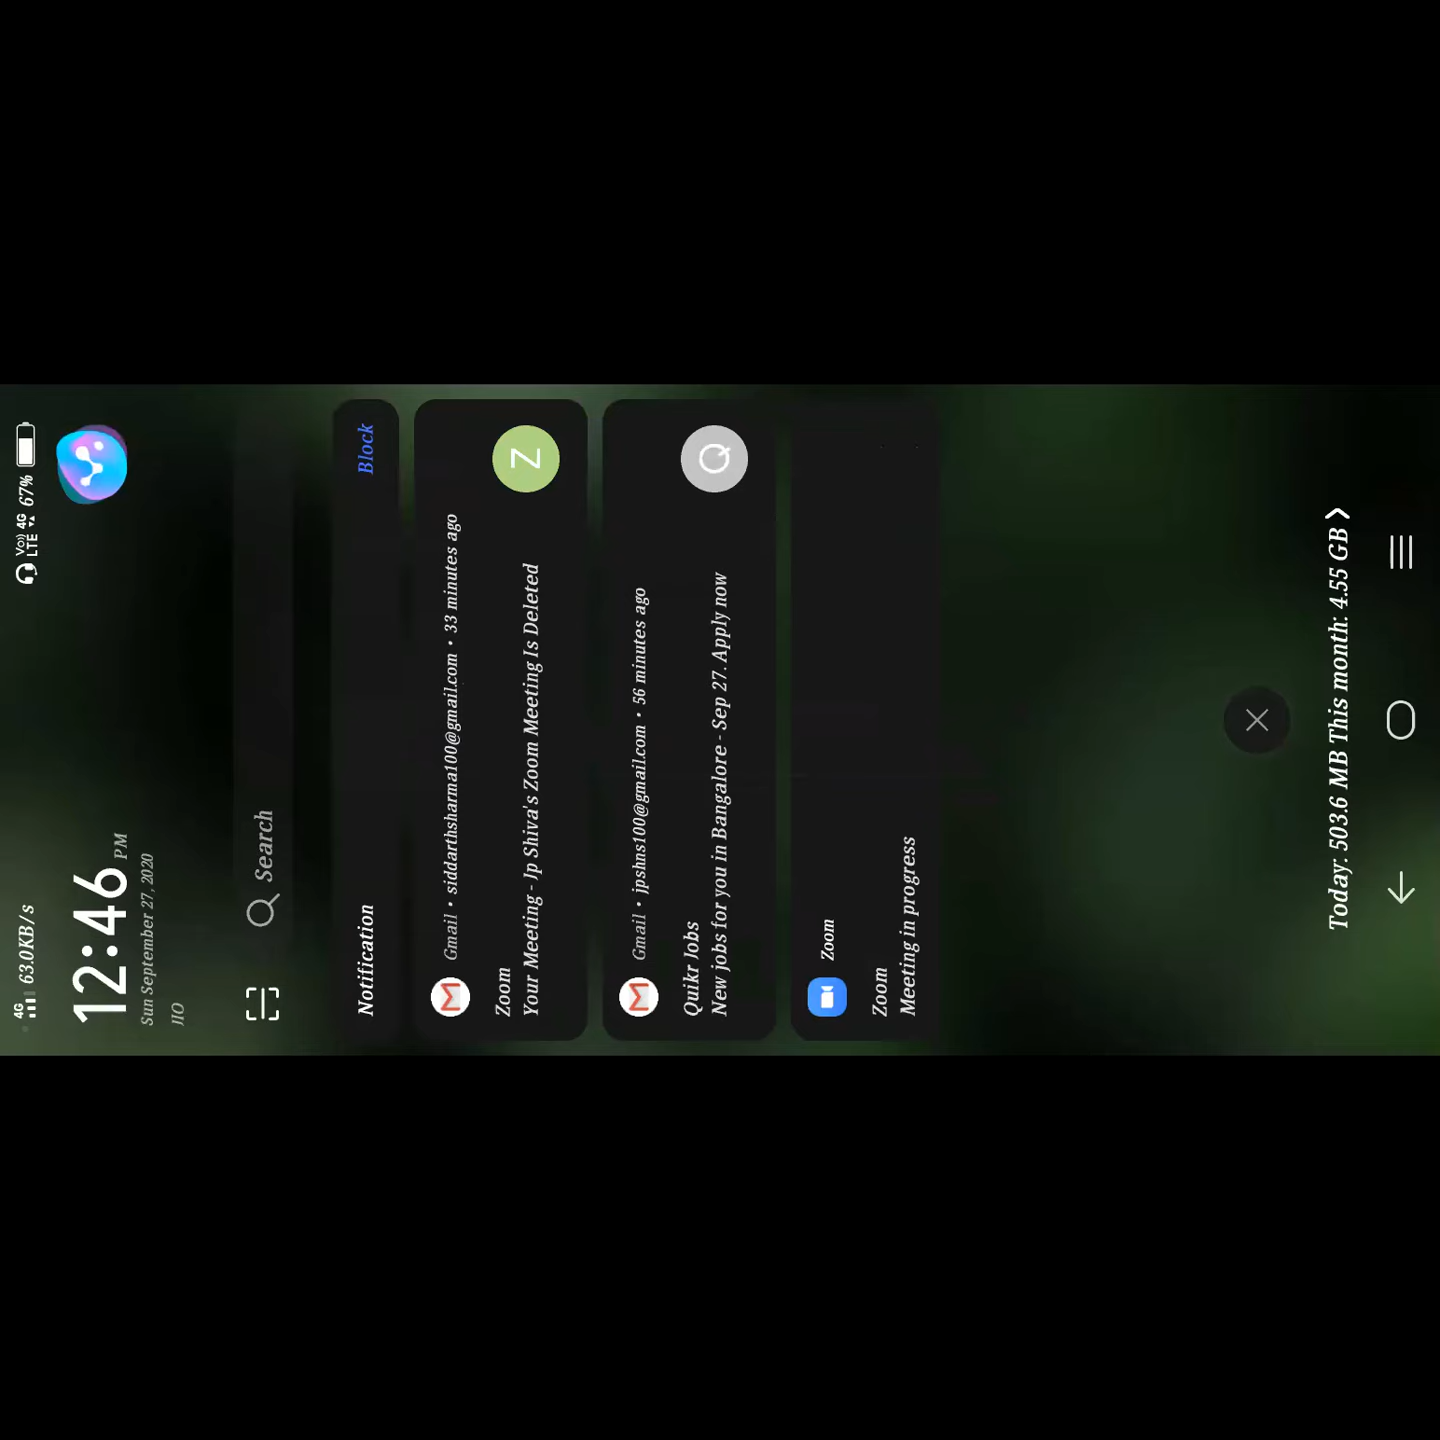 4G 63.0KB/s Vo)) 4G LTE 67%
12:46 PM
Sun September 27, 2020
JIO
Search
Notification Block
Gmail • siddarthsharma100@gmail.com • 33 minutes ago
Zoom
Your Meeting - Jp Shiva's Zoom Meeting Is Deleted
Z
Gmail • jpshns100@gmail.com • 56 minutes ago
Quikr Jobs
New jobs for you in Bangalore - Sep 27. Apply now
Q
Zoom
Zoom
Meeting in progress
Today: 503.6 MB This month: 4.55 GB